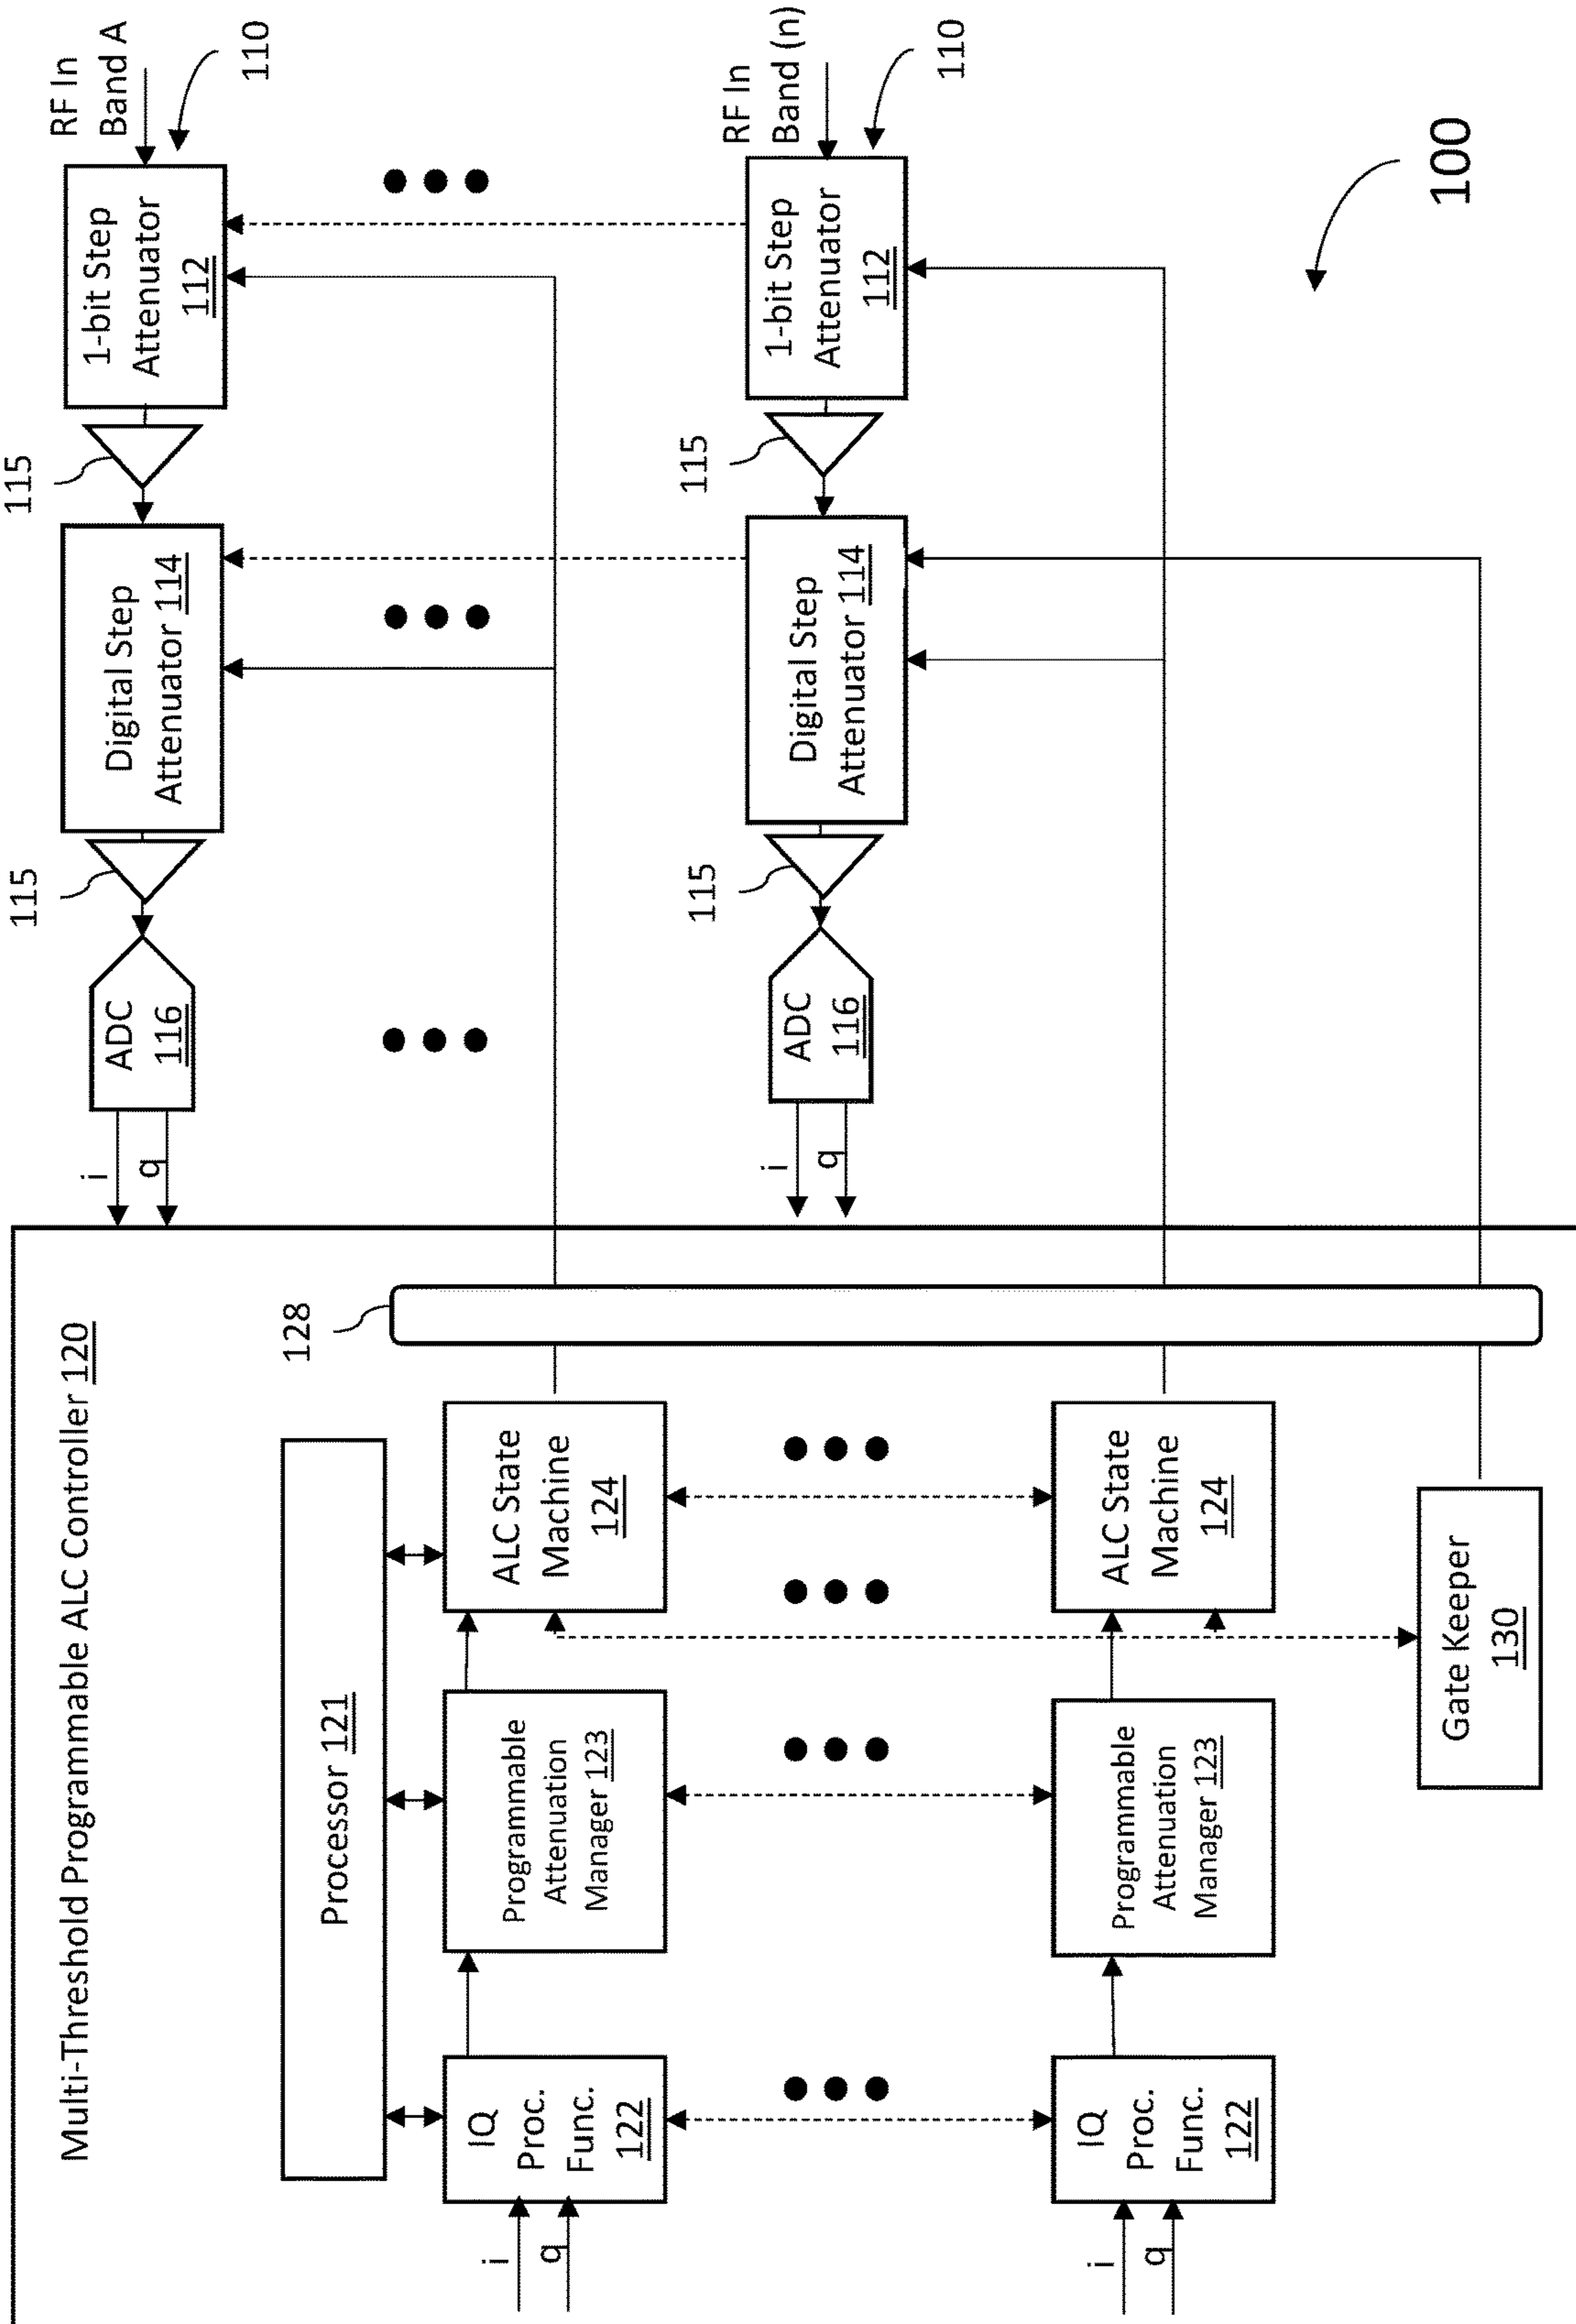 RF In
Band A
110
1-bit Step
Attenuator
112
115
Digital Step
Attenuator 114
115
ADC
116
i
q
RF In
Band (n)
110
1-bit Step
Attenuator
112
115
Digital Step
Attenuator 114
115
ADC
116
i
q
100
Multi-Threshold Programmable ALC Controller 120
128
Processor 121
ALC State
Machine
124
Programmable
Attenuation
Manager 123
IQ
Proc.
Func.
122
i
q
ALC State
Machine
124
Programmable
Attenuation
Manager 123
IQ
Proc.
Func.
122
i
q
Gate Keeper
130